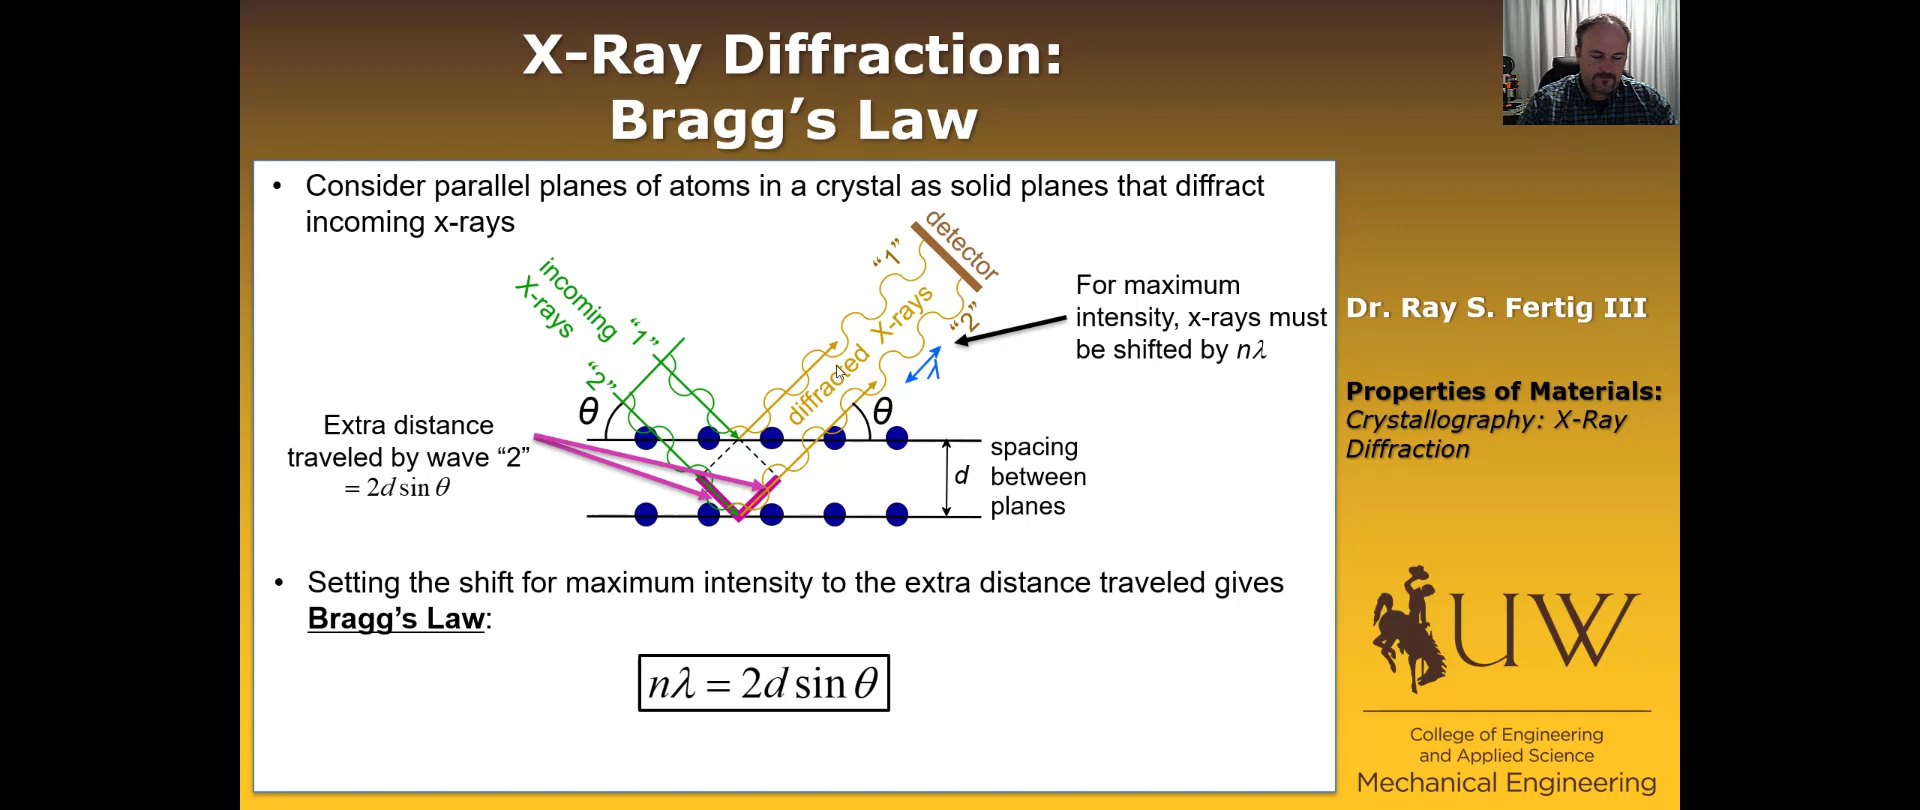 X-Ray Diffraction:
Bragg’s Law
• Consider parallel planes of atoms in a crystal as solid planes that diffract
incoming x-rays
incoming
X-rays
“1”
“2”
θ
Extra distance
traveled by wave “2”
= 2d sin θ
diffracted X-rays
“1”
“2”
detector
λ
θ
For maximum
intensity, x-rays must
be shifted by nλ
d
spacing
between
planes
• Setting the shift for maximum intensity to the extra distance traveled gives
Bragg’s Law:
nλ = 2d sin θ
Dr. Ray S. Fertig III
Properties of Materials:
Crystallography: X-Ray
Diffraction
UW
College of Engineering
and Applied Science
Mechanical Engineering